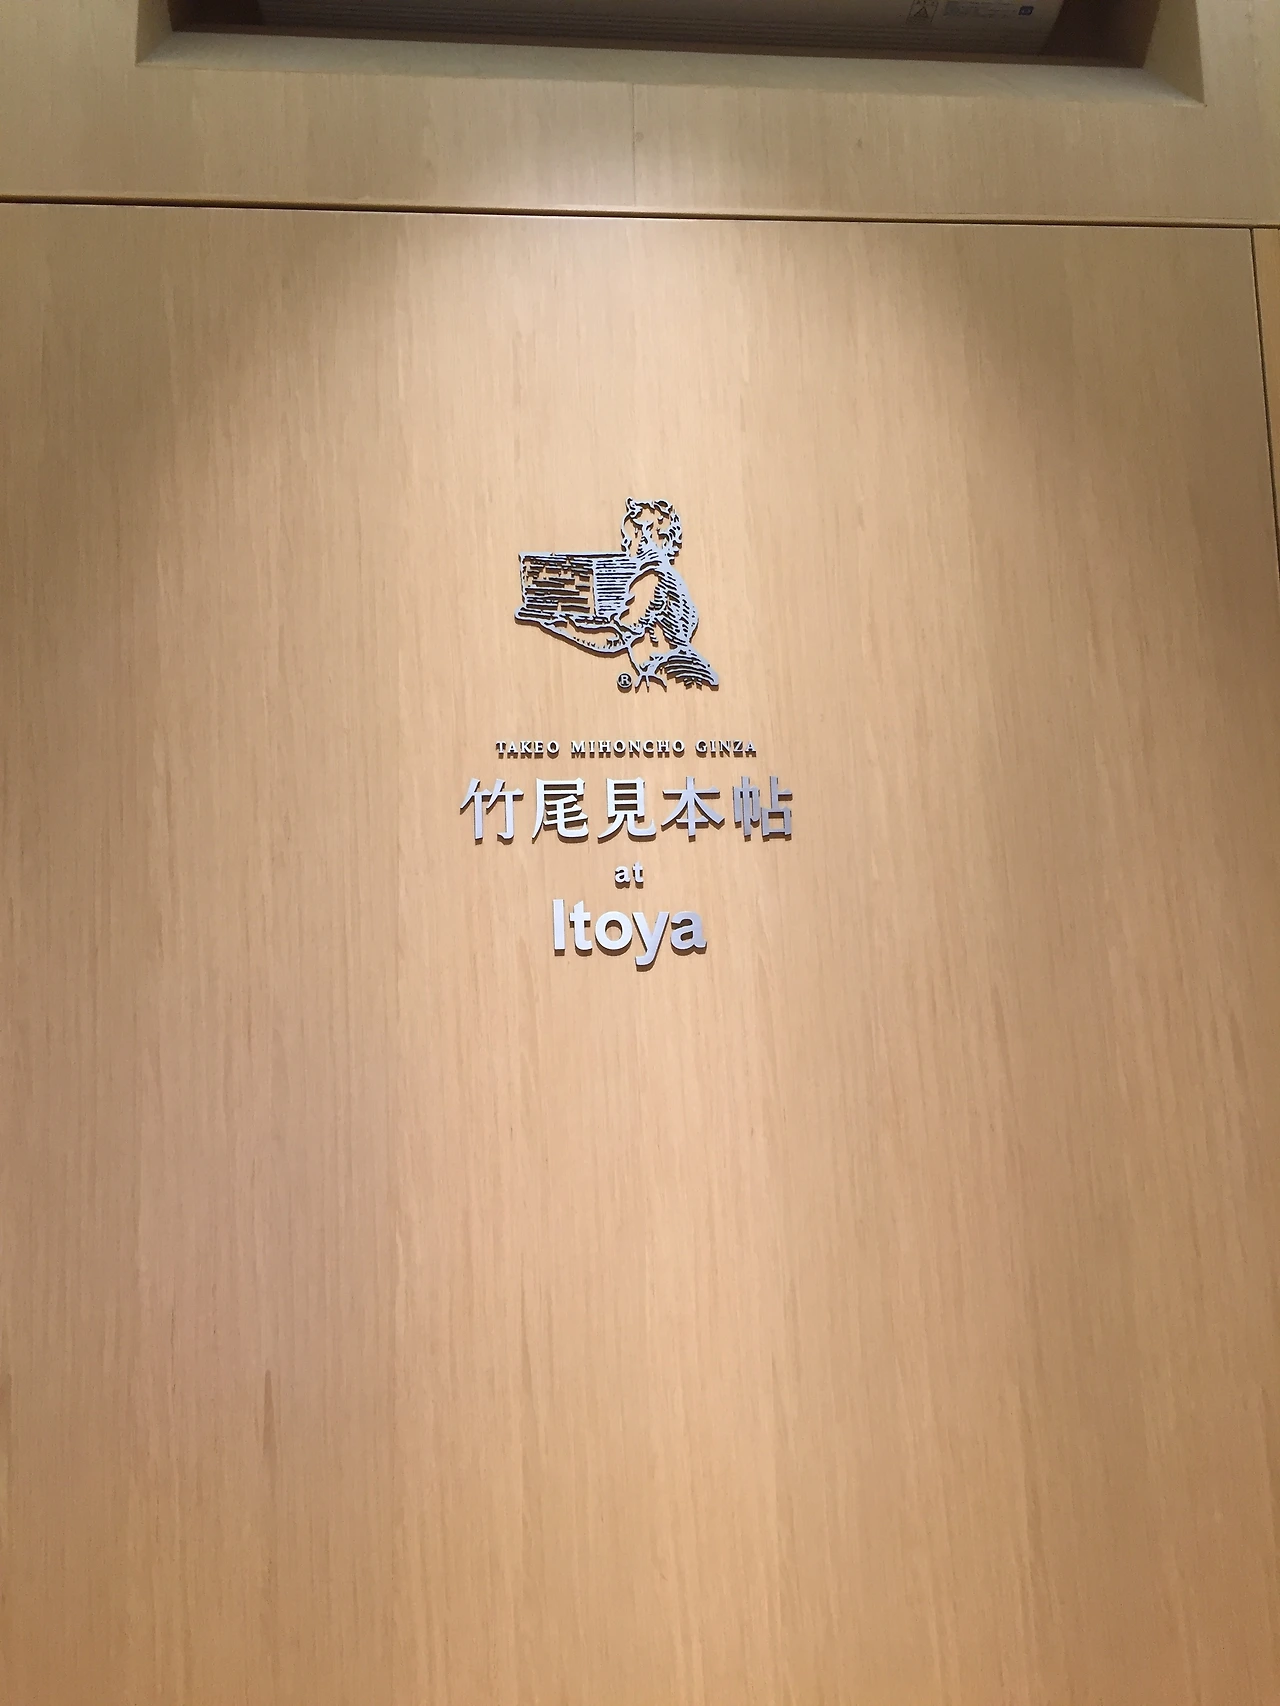 ®
TAKEO MIHONCHO GINZA
竹尾見本帖
at
Itoya